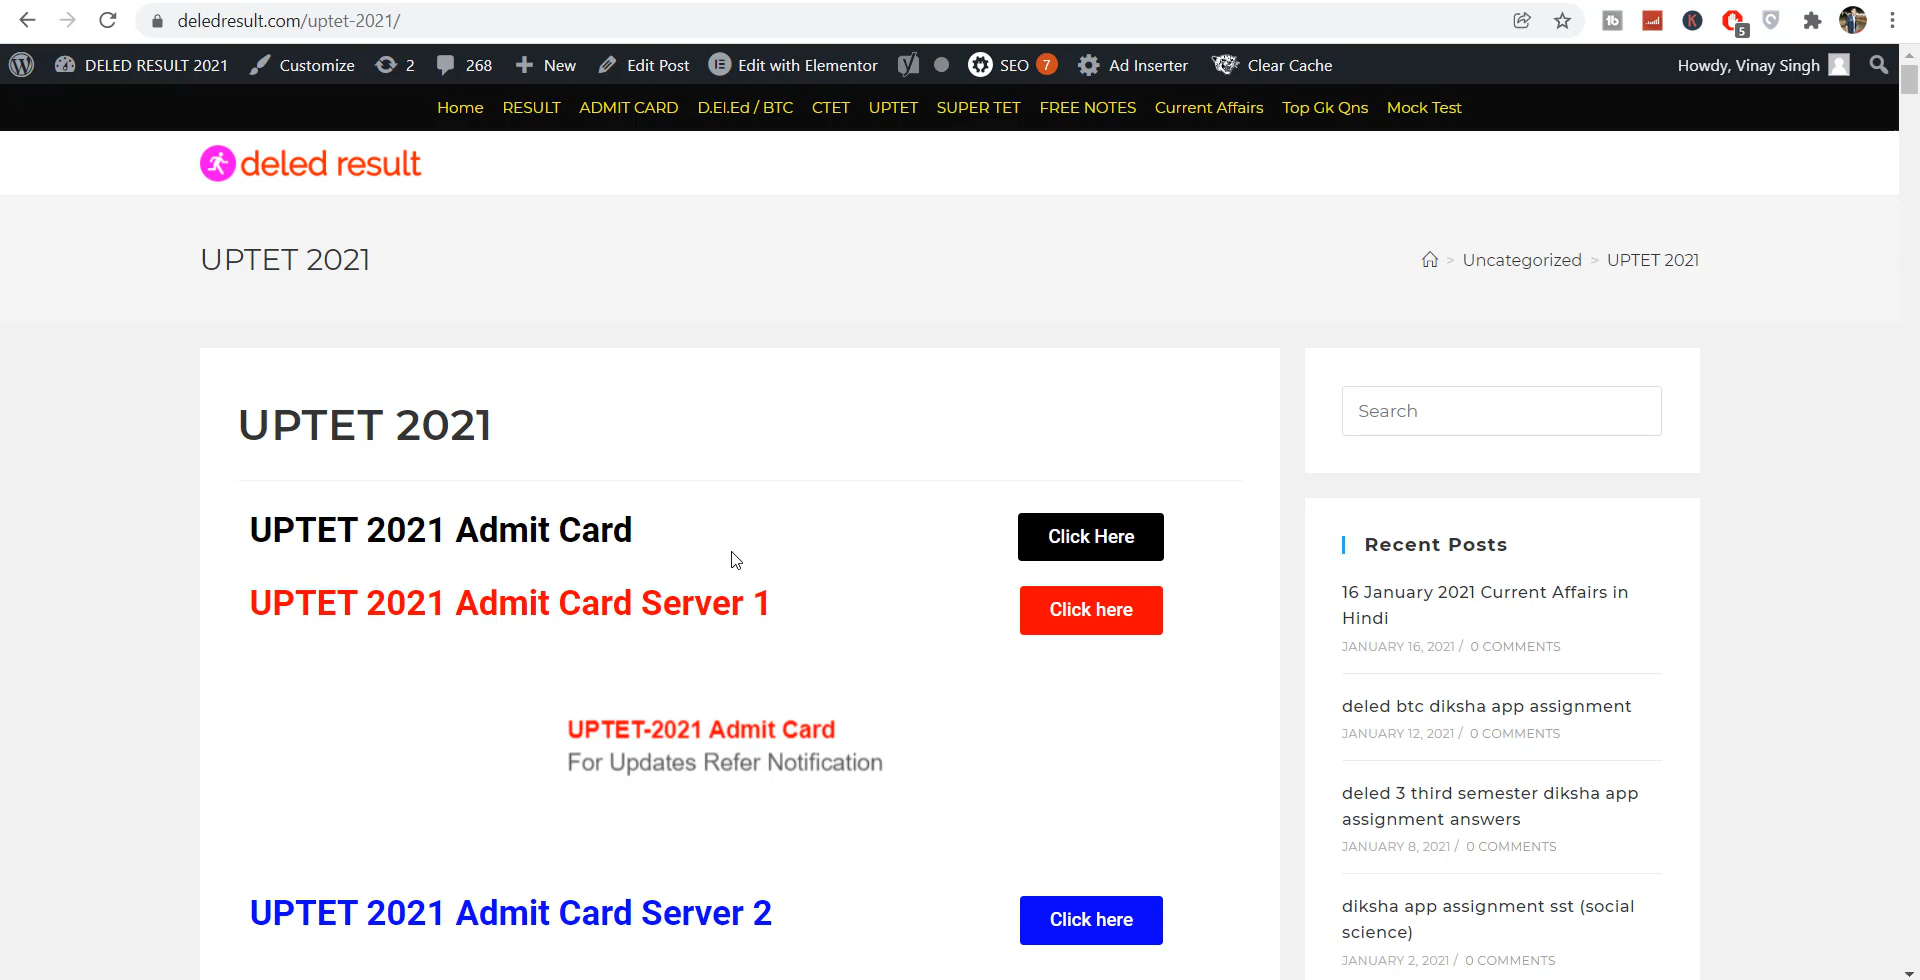 deledresult.com/uptet-2021/
5
DELED RESULT 2021 Customize 2 268 New Edit Post Edit with Elementor SEO 7 Ad Inserter Clear Cache Howdy, Vinay Singh
Home RESULT ADMIT CARD D.El.Ed / BTC CTET UPTET SUPER TET FREE NOTES Current Affairs Top Gk Qns Mock Test
deled result
UPTET 2021
> Uncategorized > UPTET 2021
UPTET 2021
UPTET 2021 Admit Card
Click Here
UPTET 2021 Admit Card Server 1
Click here
UPTET-2021 Admit Card
For Updates Refer Notification
UPTET 2021 Admit Card Server 2
Click here
Search
Recent Posts
16 January 2021 Current Affairs in
Hindi
JANUARY 16, 2021 / 0 COMMENTS
deled btc diksha app assignment
JANUARY 12, 2021 / 0 COMMENTS
deled 3 third semester diksha app
assignment answers
JANUARY 8, 2021 / 0 COMMENTS
diksha app assignment sst (social
science)
JANUARY 2, 2021 / 0 COMMENTS